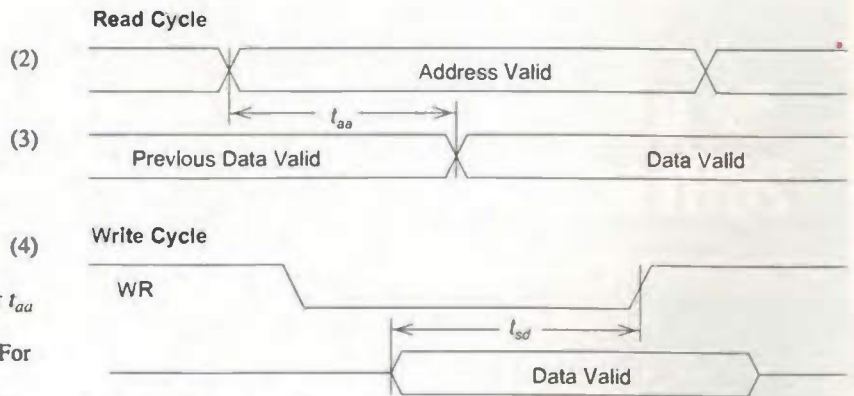 Read Cycle
(2)
Address Valid
t_aa
(3)
Previous Data Valid
Data Valid
(4)
Write Cycle
WR
t_aa
t_sd
For
Data Valid